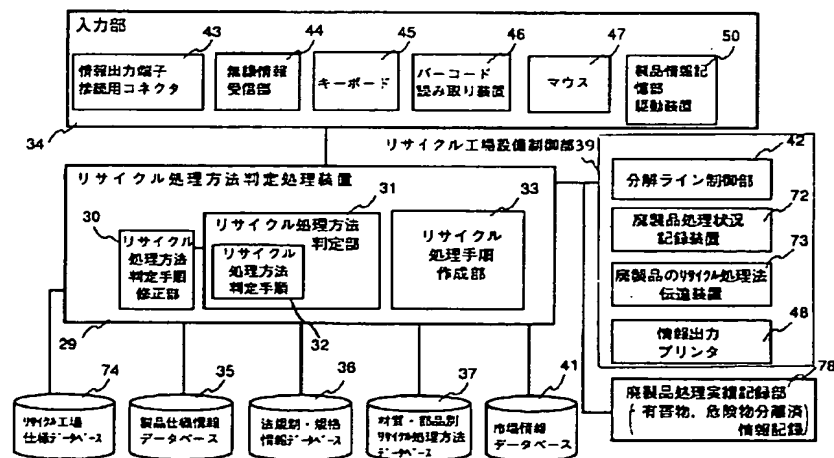 入力部
43
44
45
46
47
50
情報出力端子
接続用コネクタ
無線情報
受信部
キーボード
バーコード
読み取り装置
マウス
製品情報記
憶部
駆動装置
34
リサイクル工場設備制御部39
リサイクル処理方法判定処理装置
30
31
33
リサイクル
処理方法
判定手順
修正部
リサイクル処理方法
判定部
リサイクル
処理方法
判定手順
32
リサイクル
処理手順
作成部
29
42
分解ライン制御部
72
廃製品処理状況
記録装置
73
廃製品のリサイクル処理法
伝達装置
48
情報出力
プリンタ
78
廃製品処理実績記録部
(有害物、危険物分離済
情報記録)
74
リサイクル工場
仕様データベース
35
製品仕様情報
データベース
36
法規制・規格
情報データベース
37
材質・部品別
リサイクル処理方法データベース
41
市場情報
データベース